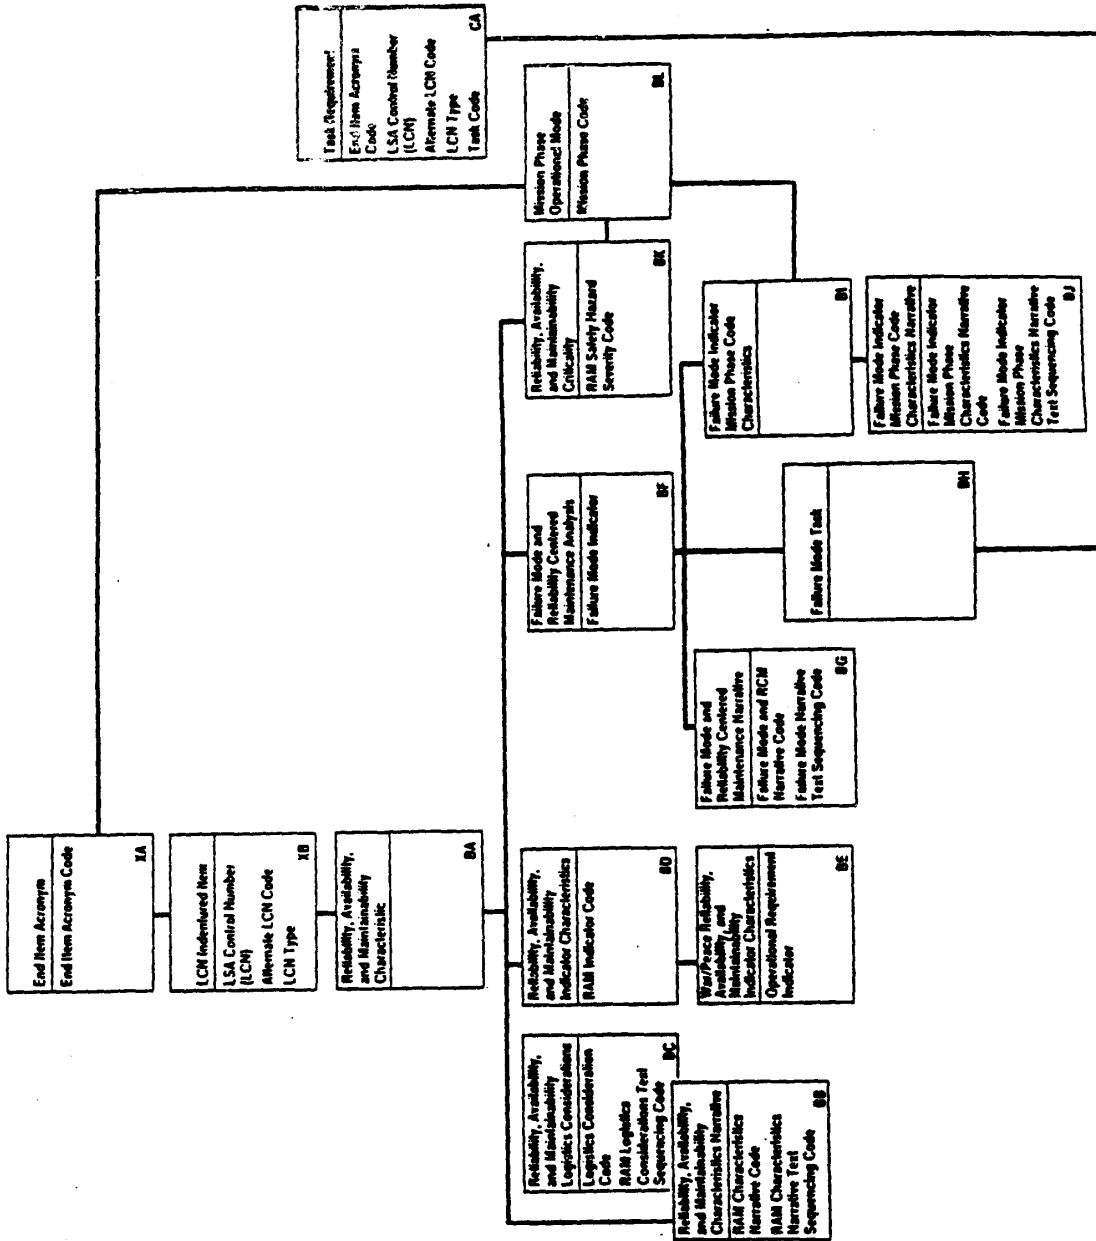 Task Requirement
End Item Acronym
Code
LSA Control Number
(LCN)
Alternate LCN Code
LCN Type
Task Code
CA
Mission Phase
Operational Mode
Mission Phase Code
BL
Reliability, Availability,
and Maintainability
Criticality
RAM Safety Hazard
Severity Code
BK
Failure Mode Indicator
Mission Phase Code
Characteristics
BI
Failure Mode Indicator
Mission Phase Code
Characteristics Narrative
Failure Mode Indicator
Mission Phase
Characteristics Narrative
Code
Failure Mode Indicator
Mission Phase
Characteristics Narrative
Text Sequencing Code
BJ
Failure Mode and
Reliability Centered
Maintenance Analysis
Failure Mode Indicator
BF
Failure Mode Task
BH
Failure Mode and
Reliability Centered
Maintenance Narrative
Failure Mode and RCM
Narrative Code
Failure Mode Narrative
Text Sequencing Code
BG
End Item Acronym
End Item Acronym Code
XA
LCN Indentured Item
LSA Control Number
(LCN)
Alternate LCN Code
LCN Type
XB
Reliability, Availability,
and Maintainability
Characteristic
BA
Reliability, Availability,
and Maintainability
Indicator Characteristics
RAM Indicator Code
BD
War/Peace Reliability,
Availability, and
Maintainability
Indicator Characteristics
Operational Requirement
Indicator
BE
Reliability, Availability,
and Maintainability
Logistics Considerations
Logistics Consideration
Code
RAM Logistics
Considerations Text
Sequencing Code
BC
Reliability, Availability,
and Maintainability
Characteristics Narrative
RAM Characteristics
Narrative Code
RAM Characteristics
Narrative Text
Sequencing Code
BB